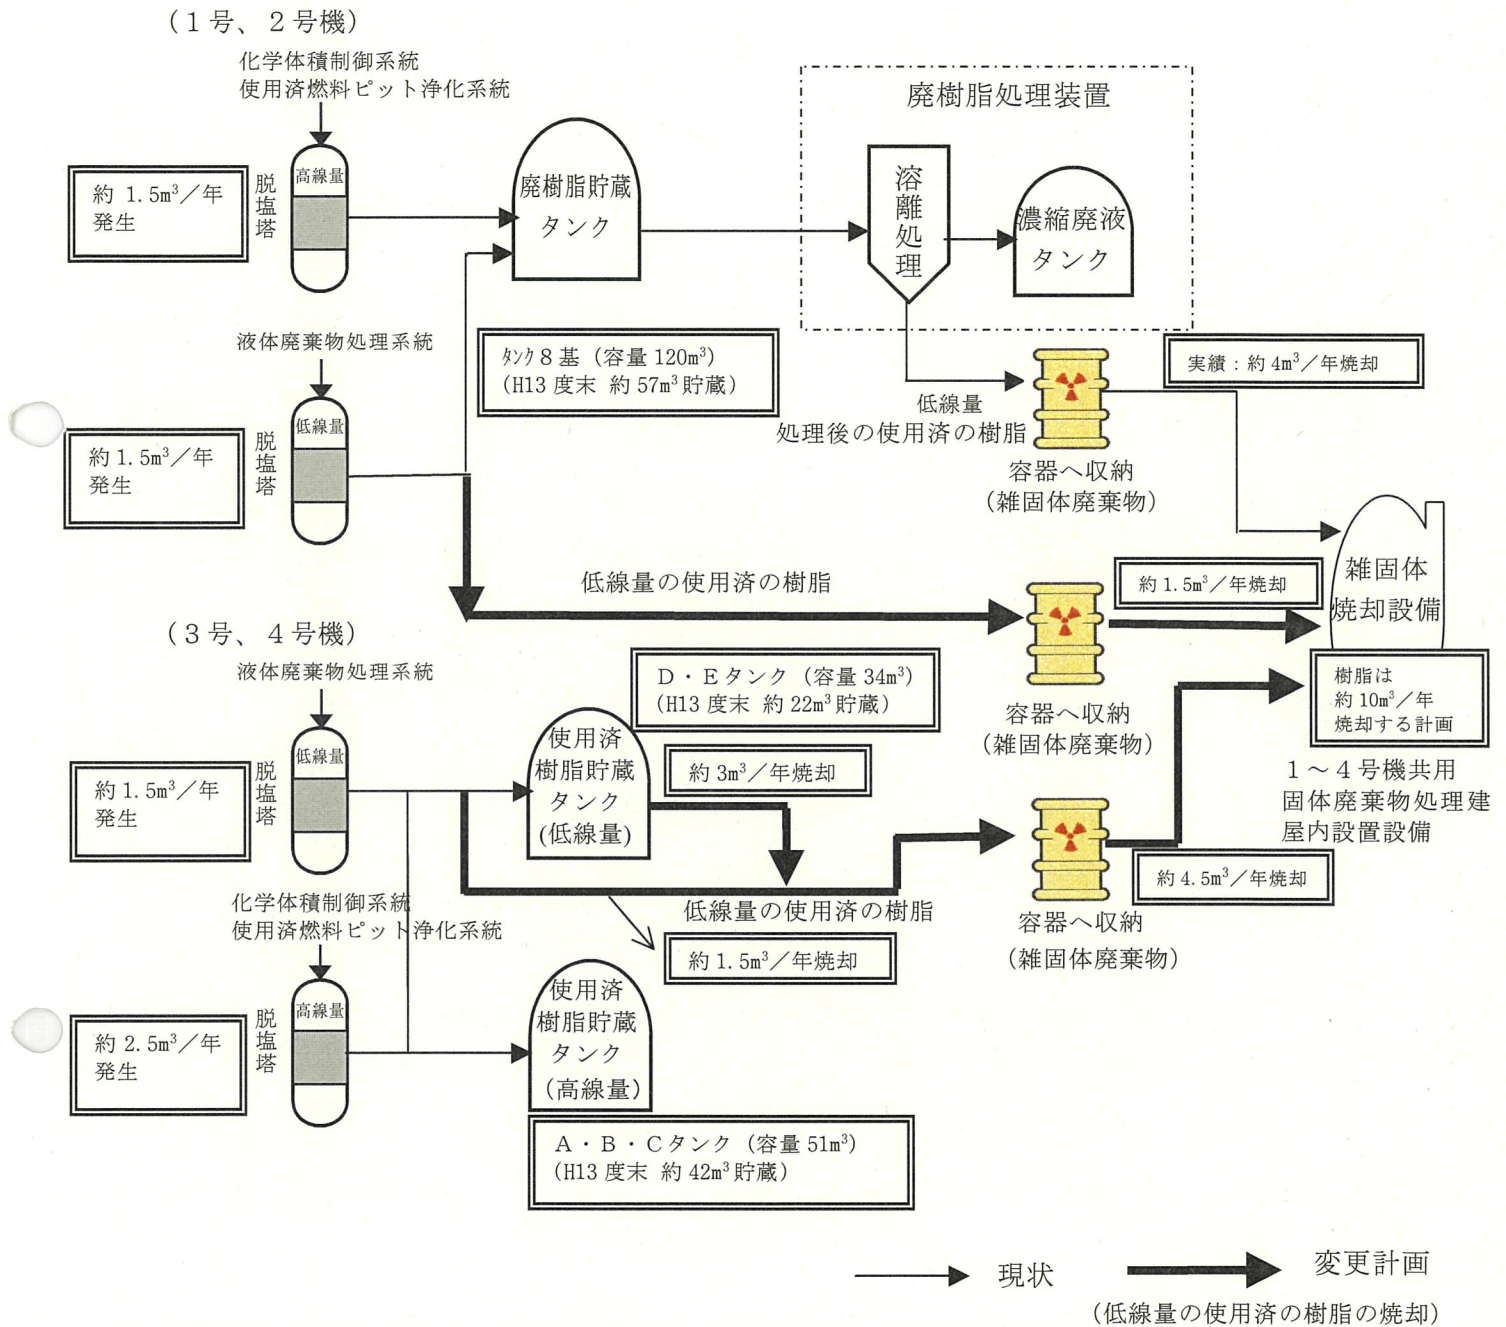 （１号、２号機）
化学体積制御系統
使用済燃料ピット浄化系統
廃樹脂処理装置
約 1.5m³／年
発生
脱塩塔
高線量
廃樹脂貯蔵
タンク
溶離処理
濃縮廃液
タンク
液体廃棄物処理系統
ﾀﾝｸ８基（容量 120m³）
（H13 度末 約 57m³ 貯蔵）
実績：約 4m³／年焼却
低線量
処理後の使用済の樹脂
約 1.5m³／年
発生
脱塩塔
低線量
容器へ収納
（雑固体廃棄物）
雑固体
焼却設備
低線量の使用済の樹脂
約 1.5m³／年焼却
（３号、４号機）
液体廃棄物処理系統
Ｄ・Ｅタンク（容量 34m³）
（H13 度末 約 22m³ 貯蔵）
容器へ収納
（雑固体廃棄物）
樹脂は
約 10m³／年
焼却する計画
約 1.5m³／年
発生
脱塩塔
低線量
使用済
樹脂貯蔵
タンク
(低線量)
約 3m³／年焼却
１～４号機共用
固体廃棄物処理建
屋内設置設備
約 4.5m³／年焼却
低線量の使用済の樹脂
容器へ収納
（雑固体廃棄物）
約 1.5m³／年焼却
化学体積制御系統
使用済燃料ピット浄化系統
約 2.5m³／年
発生
脱塩塔
高線量
使用済
樹脂貯蔵
タンク
（高線量）
Ａ・Ｂ・Ｃタンク（容量 51m³）
（H13 度末 約 42m³ 貯蔵）
現状
変更計画
（低線量の使用済の樹脂の焼却）